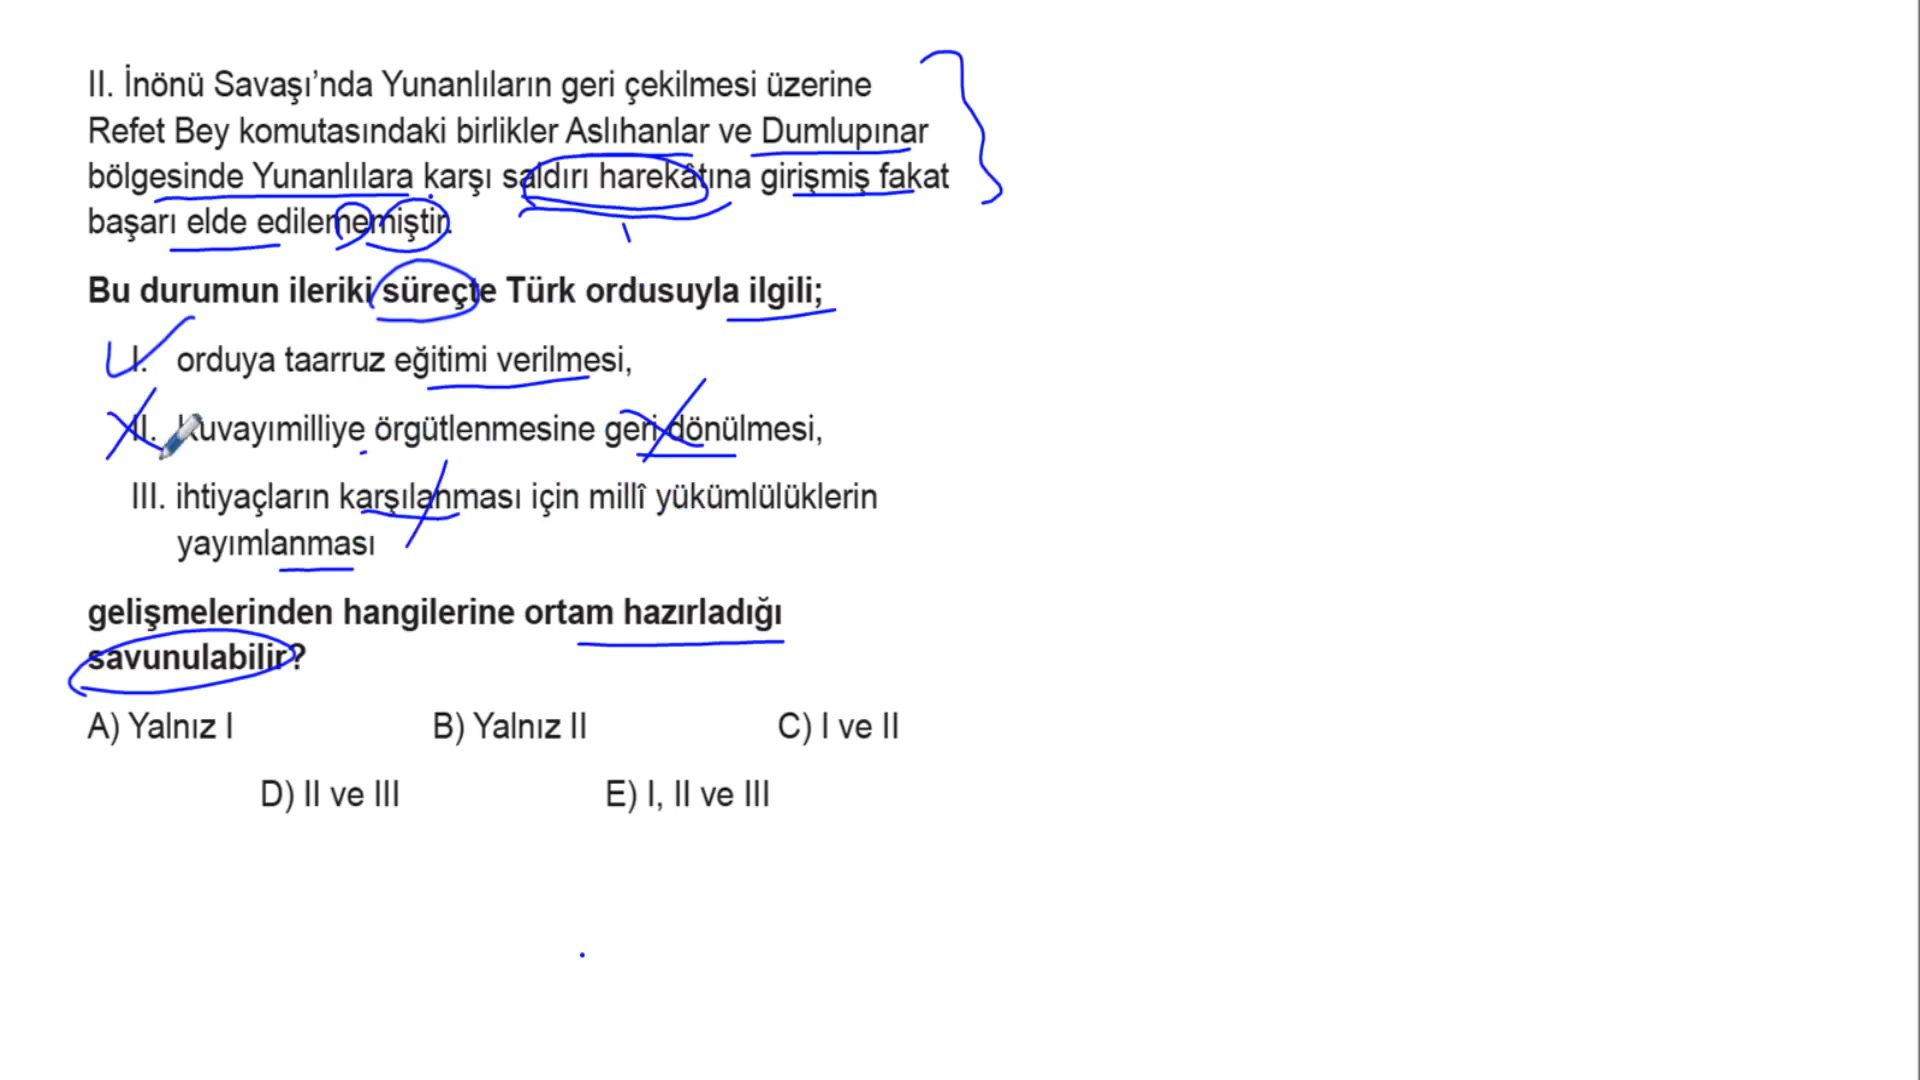 II. İnönü Savaşı’nda Yunanlıların geri çekilmesi üzerine
Refet Bey komutasındaki birlikler Aslıhanlar ve Dumlupınar
bölgesinde Yunanlılara karşı saldırı harekâtına girişmiş fakat
başarı elde edilememiştir.
Bu durumun ileriki süreçte Türk ordusuyla ilgili;
I. orduya taarruz eğitimi verilmesi,
II. Kuvayımilliye örgütlenmesine geri dönülmesi,
III. ihtiyaçların karşılanması için millî yükümlülüklerin
yayımlanması
gelişmelerinden hangilerine ortam hazırladığı
savunulabilir?
A) Yalnız I B) Yalnız II C) I ve II
D) II ve III E) I, II ve III